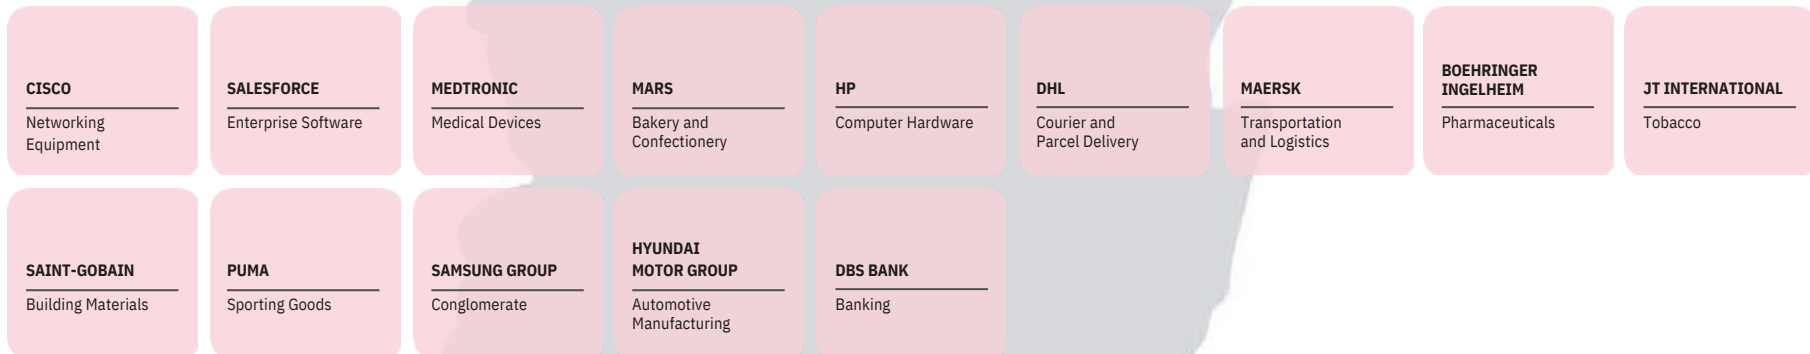 CISCO
Networking
Equipment
SALESFORCE
Enterprise Software
MEDTRONIC
Medical Devices
MARS
Bakery and
Confectionery
HP
Computer Hardware
DHL
Courier and
Parcel Delivery
MAERSK
Transportation
and Logistics
BOEHRINGER
INGELHEIM
Pharmaceuticals
JT INTERNATIONAL
Tobacco
SAINT-GOBAIN
Building Materials
PUMA
Sporting Goods
SAMSUNG GROUP
Conglomerate
HYUNDAI
MOTOR GROUP
Automotive
Manufacturing
DBS BANK
Banking